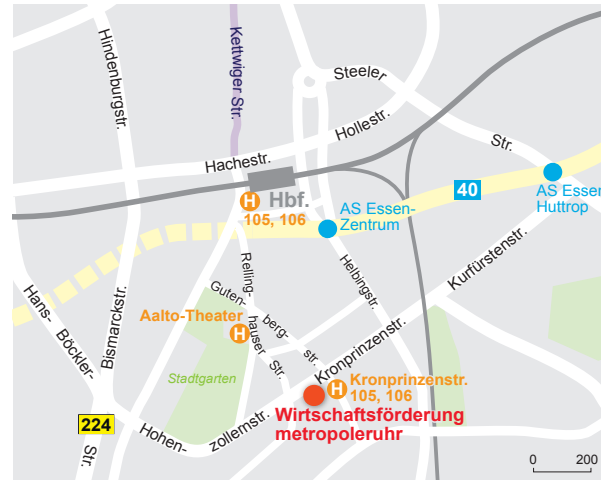 Hindenburgstr.
Kettwiger Str.
Steeler
Str.
Hollestr.
Hachestr.
Hbf.
H
105, 106
40
AS Essen-
Zentrum
AS Essen
Huttrop
Helbingstr.
Kurfürstenstr.
Relling-
hauser Str.
Guten-
berg-
str.
Aalto-Theater
H
Stadtgarten
Hans-
Böckler-
Str.
Bismarckstr.
224
Kronprinzenstr.
H
Kronprinzenstr.
105, 106
Wirtschaftsförderung
metropoleruhr
Hohen-
zollernstr.
0 200